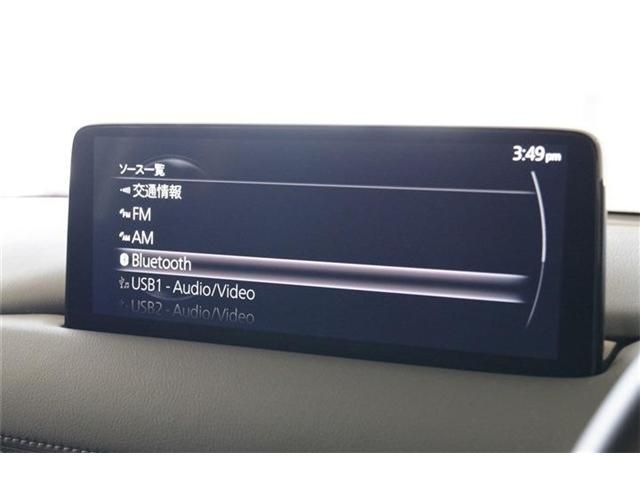 3:49pm
ソース一覧
交通情報
FM
AM
Bluetooth
USB1 - Audio/Video
USB2 - Audio/Video